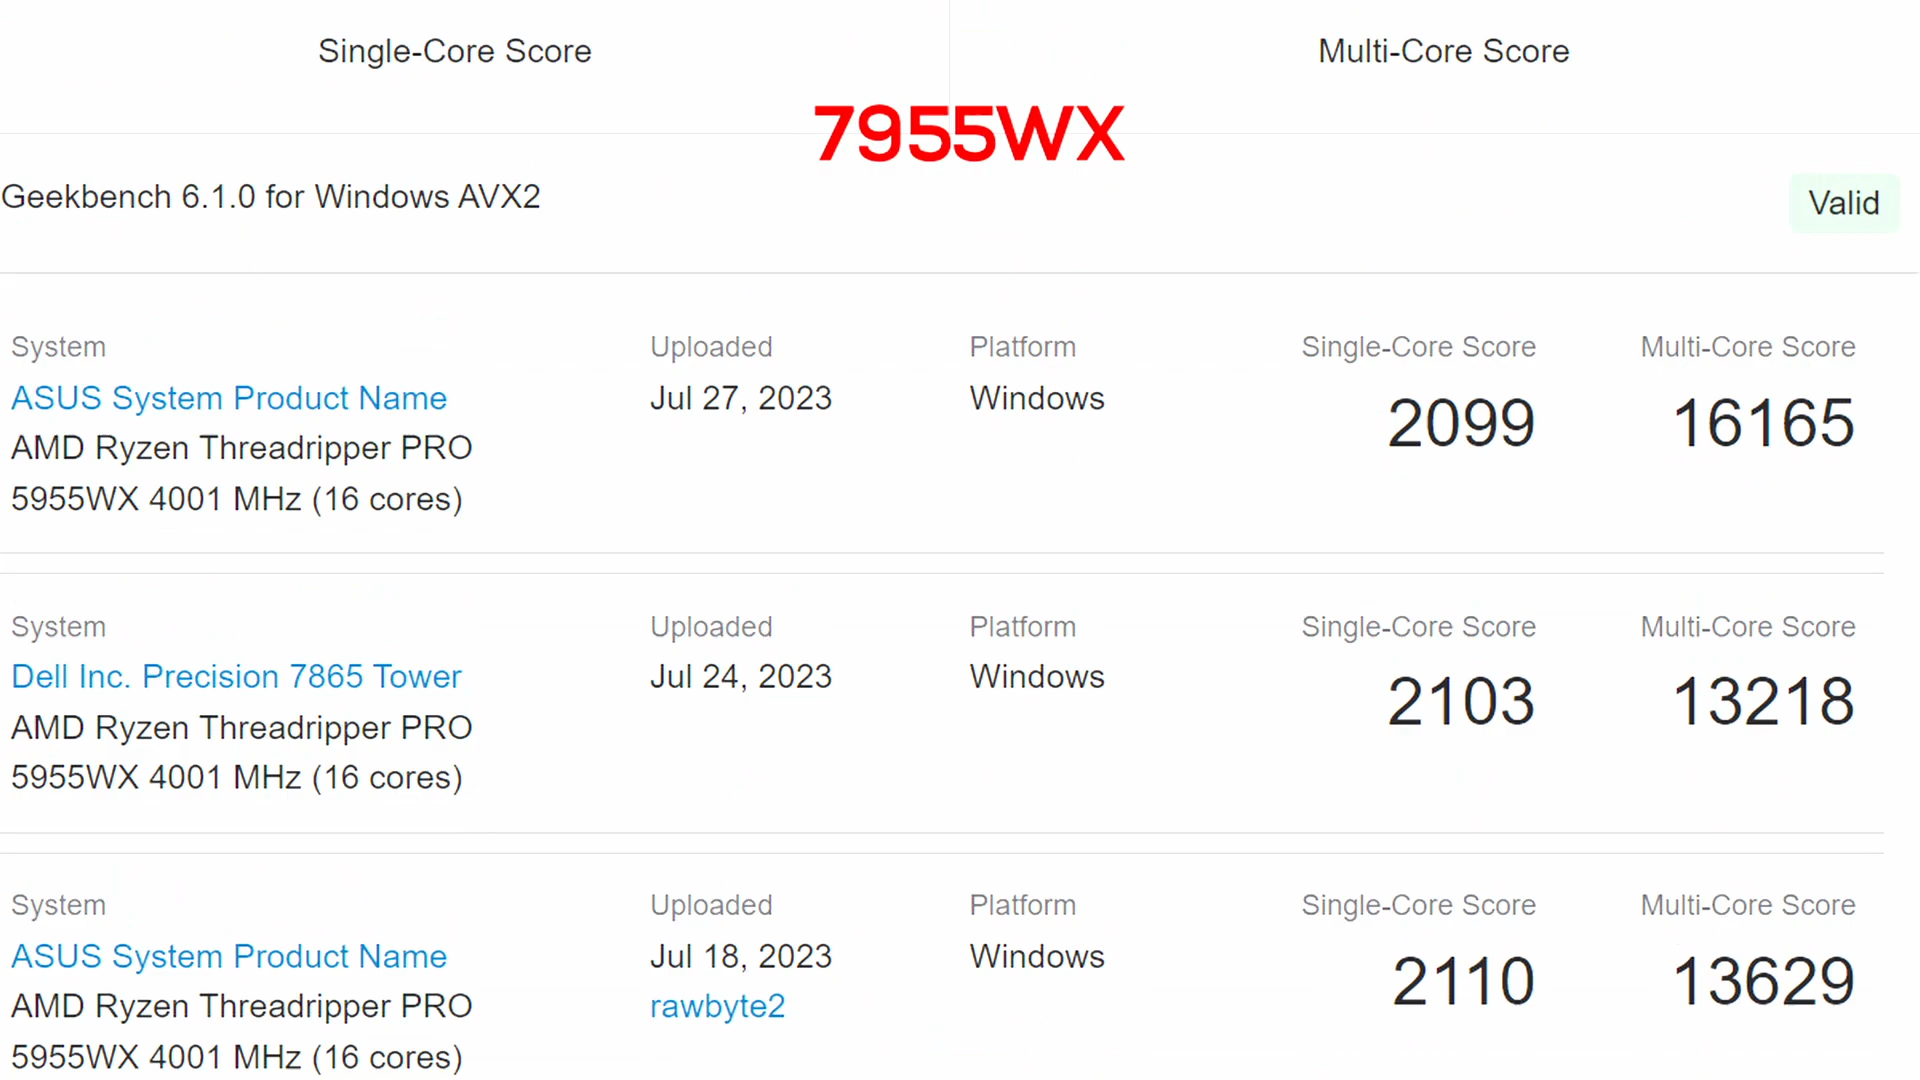 Single-Core Score
Multi-Core Score
7955WX
Geekbench 6.1.0 for Windows AVX2
Valid
System
Uploaded
Platform
Single-Core Score
Multi-Core Score
ASUS System Product Name
Jul 27, 2023
Windows
2099
16165
AMD Ryzen Threadripper PRO
5955WX 4001 MHz (16 cores)
System
Uploaded
Platform
Single-Core Score
Multi-Core Score
Dell Inc. Precision 7865 Tower
Jul 24, 2023
Windows
2103
13218
AMD Ryzen Threadripper PRO
5955WX 4001 MHz (16 cores)
System
Uploaded
Platform
Single-Core Score
Multi-Core Score
ASUS System Product Name
Jul 18, 2023
Windows
2110
13629
AMD Ryzen Threadripper PRO
rawbyte2
5955WX 4001 MHz (16 cores)